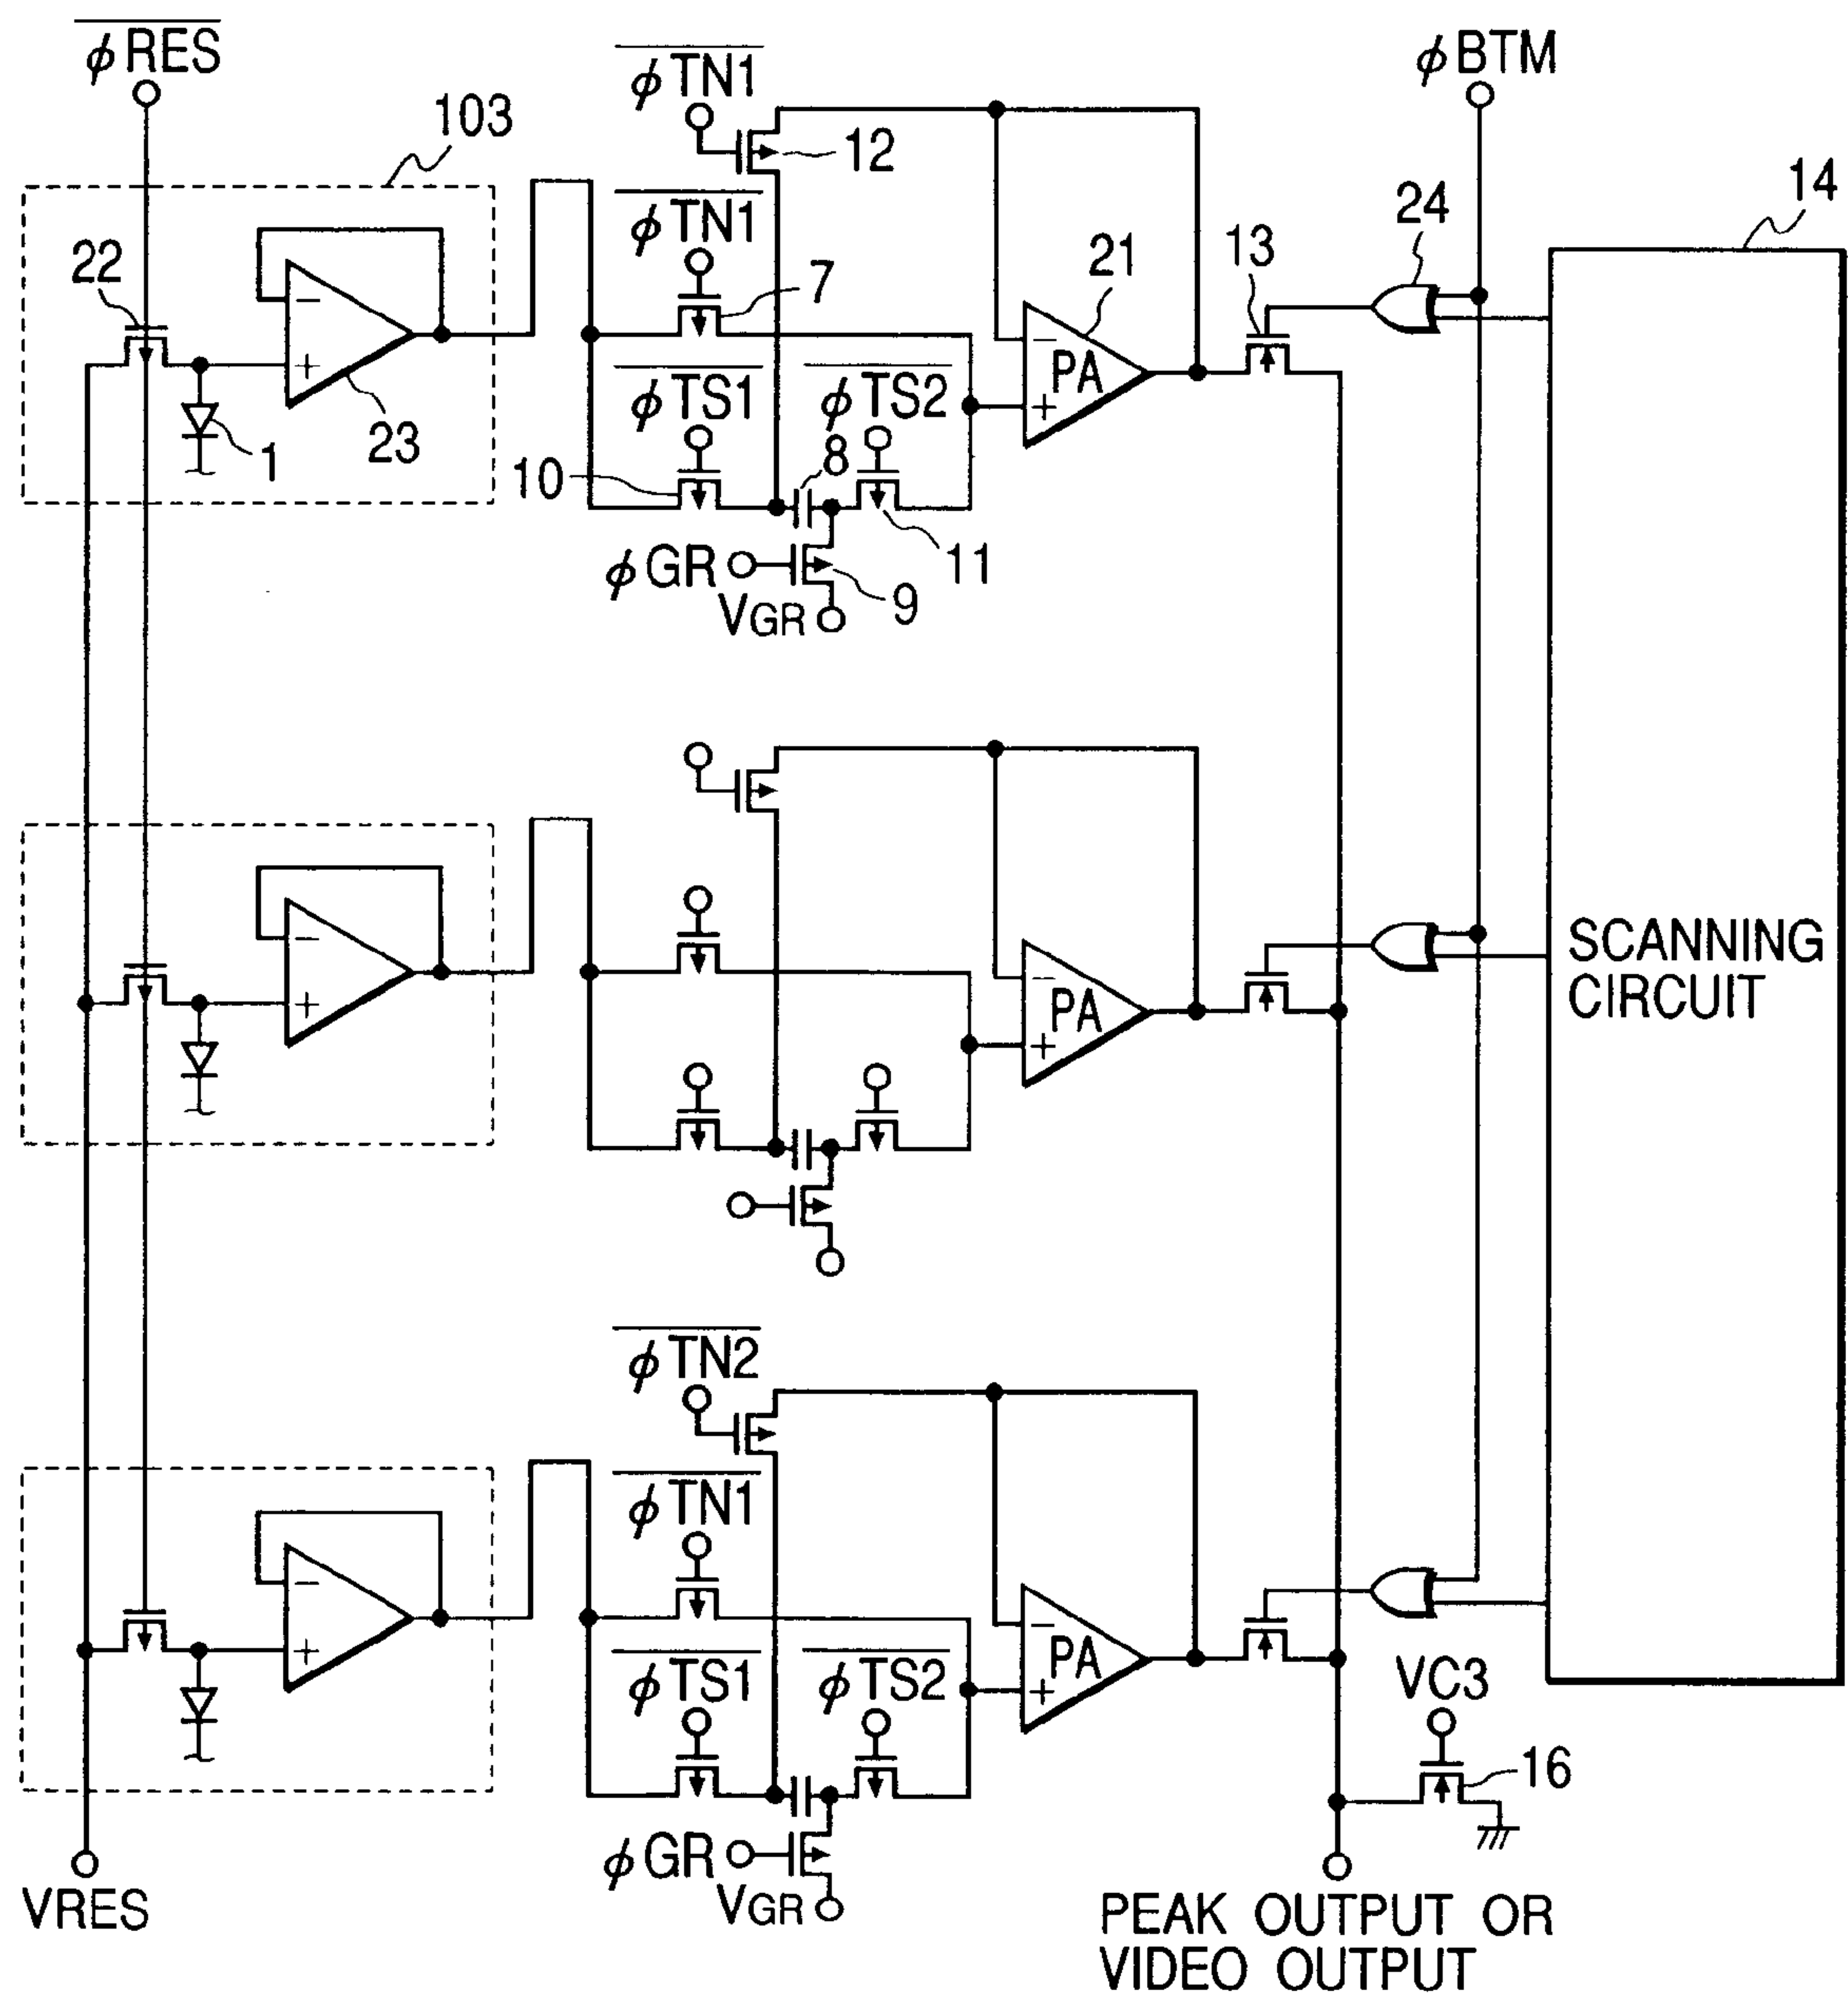 φRES
φTN1
φBTM
103
12
14
24
φTN1
22
7
21
13
−
−
PA
+
φTS1
φTS2
+
23
1
8
10
φGR
11
9
VGR
−
−
PA
+
+
SCANNING
CIRCUIT
φTN2
φTN1
−
−
PA
+
φTS1
φTS2
+
VC3
16
φGR
VRES
VGR
PEAK OUTPUT OR
VIDEO OUTPUT